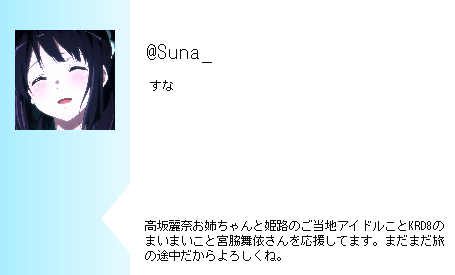 @Suna_
すな
高坂麗奈お姉ちゃんと姫路のご当地アイドルことKRD8の
まいまいこと宮脇舞依さんを応援してます。まだまだ旅
の途中だからよろしくね。